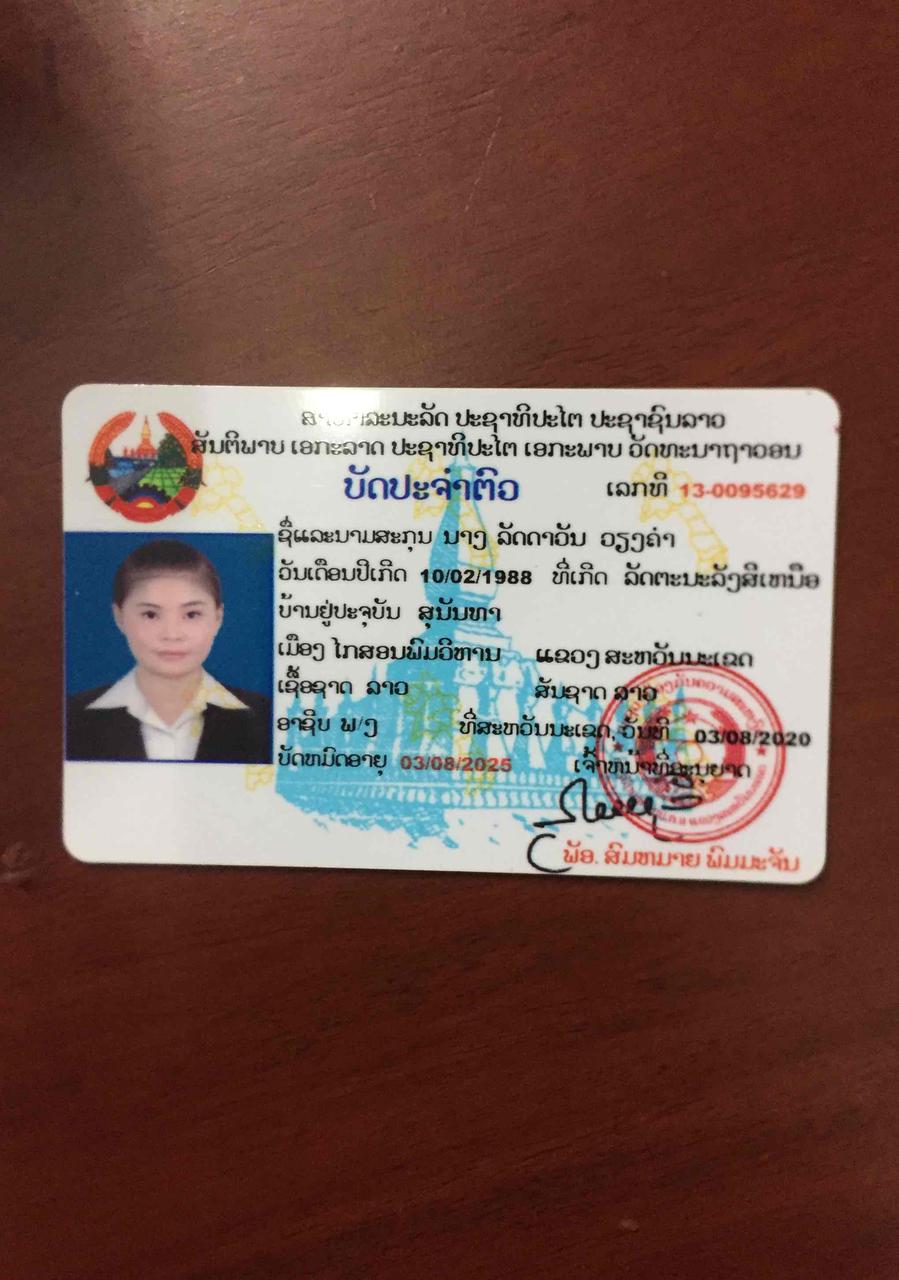 ສາທາລະນະລັດ ປະຊາທິປະໄຕ ປະຊາຊົນລາວ
ສັນຕິພາບ ເອກະລາດ ປະຊາທິປະໄຕ ເອກະພາບ ວັດທະນາຖາວອນ
ບັດປະຈຳຕົວ
ເລກທີ 13-0095629
ຊື່ແລະນາມສະກຸນ ນາງ ລັດດາວັນ ວຽງຄຳ
ວັນເດືອນປີເກີດ 10/02/1988 ທີ່ເກີດ ລັດຕະນະລັງສີເຫນືອ
ບ້ານຢູ່ປະຈຸບັນ ສຸນັນທາ
ເມືອງ ໄກສອນພົມວິຫານ ແຂວງ ສະຫວັນນະເຂດ
ເຊື້ອຊາດ ລາວ ສັນຊາດ ລາວ
ອາຊີບ ພ/ງ ທີ່ສະຫວັນນະເຂດ, ວັນທີ 03/08/2020
ບັດຫມົດອາຍຸ 03/08/2025 ເຈົ້າຫນ້າທີ່ອະນຸຍາດ
ພັອ. ສົມຫມາຍ ພົມມະຈັນ